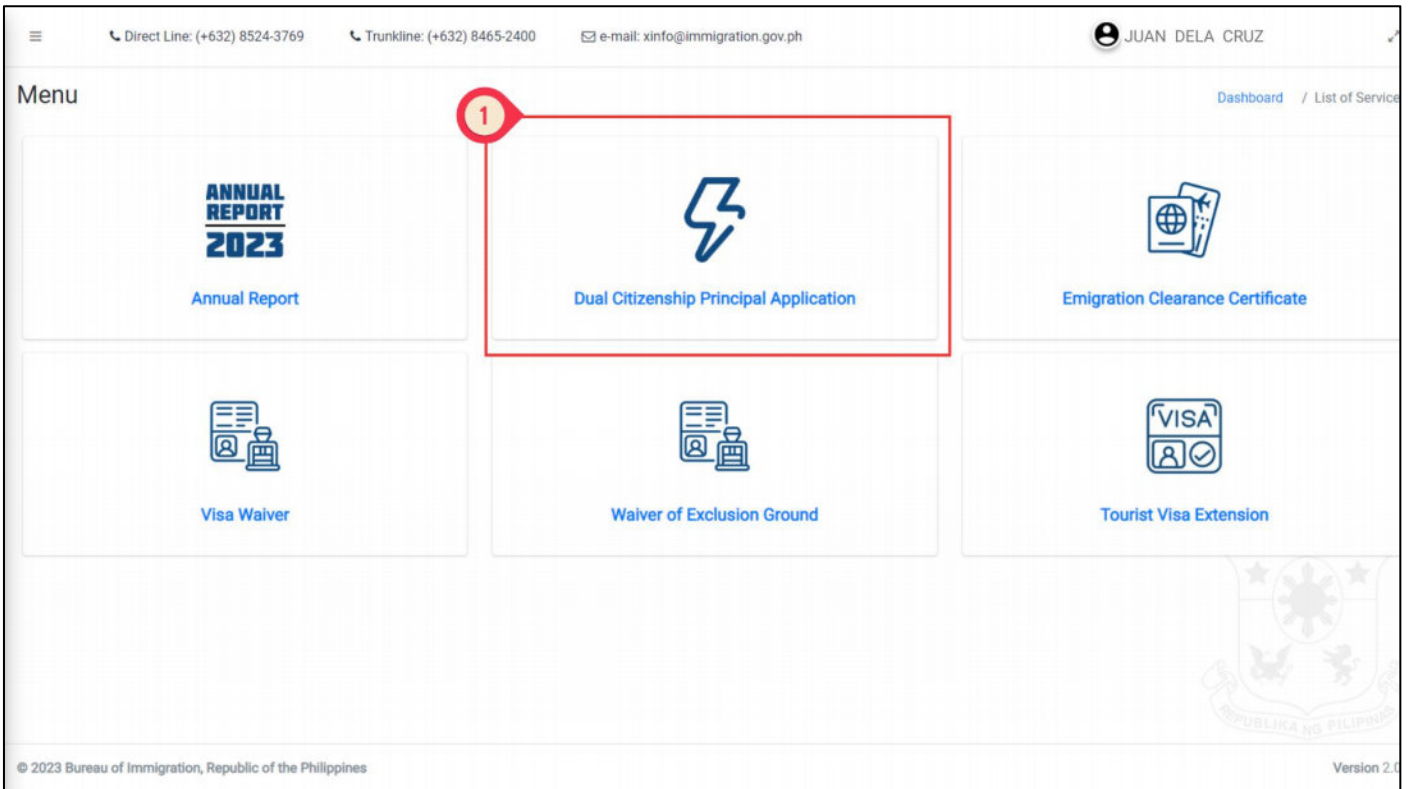 Direct Line: (+632) 8524-3769
Trunkline: (+632) 8465-2400
e-mail: xinfo@immigration.gov.ph
JUAN DELA CRUZ
Menu
Dashboard / List of Service
1
ANNUAL
REPORT
2023
Annual Report
Dual Citizenship Principal Application
Emigration Clearance Certificate
Visa Waiver
Waiver of Exclusion Ground
VISA
Tourist Visa Extension
REPUBLIKA NG PILIPINAS
© 2023 Bureau of Immigration, Republic of the Philippines
Version 2.0